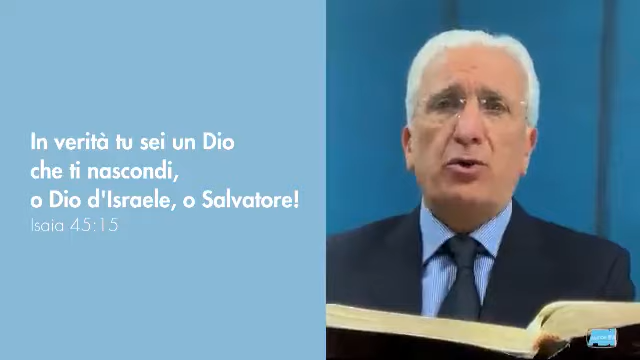 In verità tu sei un Dio
che ti nascondi,
o Dio d'Israele, o Salvatore!
Isaia 45:15